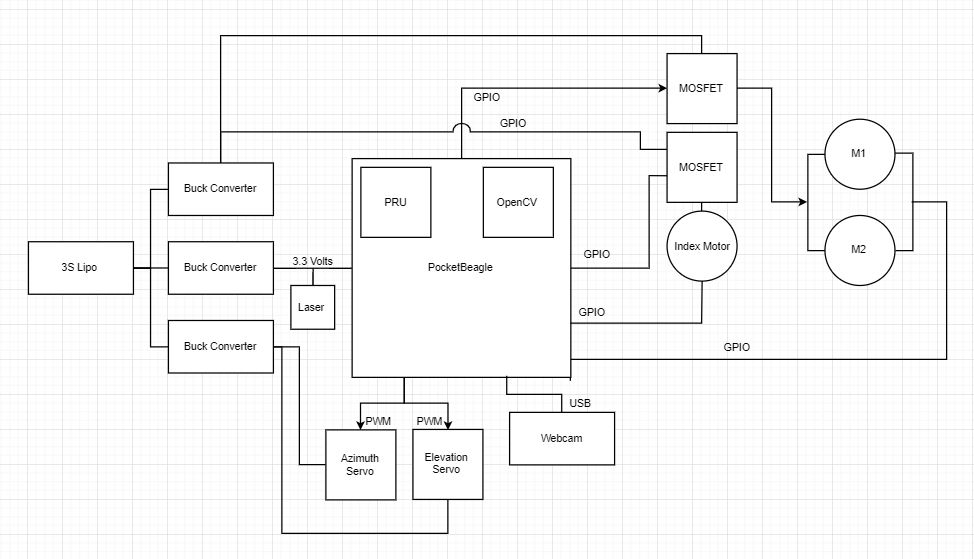 GPIO
MOSFET
GPIO
MOSFET
M1
Buck Converter
PRU
OpenCV
Index Motor
M2
GPIO
3S Lipo
Buck Converter
3.3 Volts
PocketBeagle
Laser
GPIO
Buck Converter
GPIO
USB
PWM
PWM
Azimuth
Servo
Elevation
Servo
Webcam